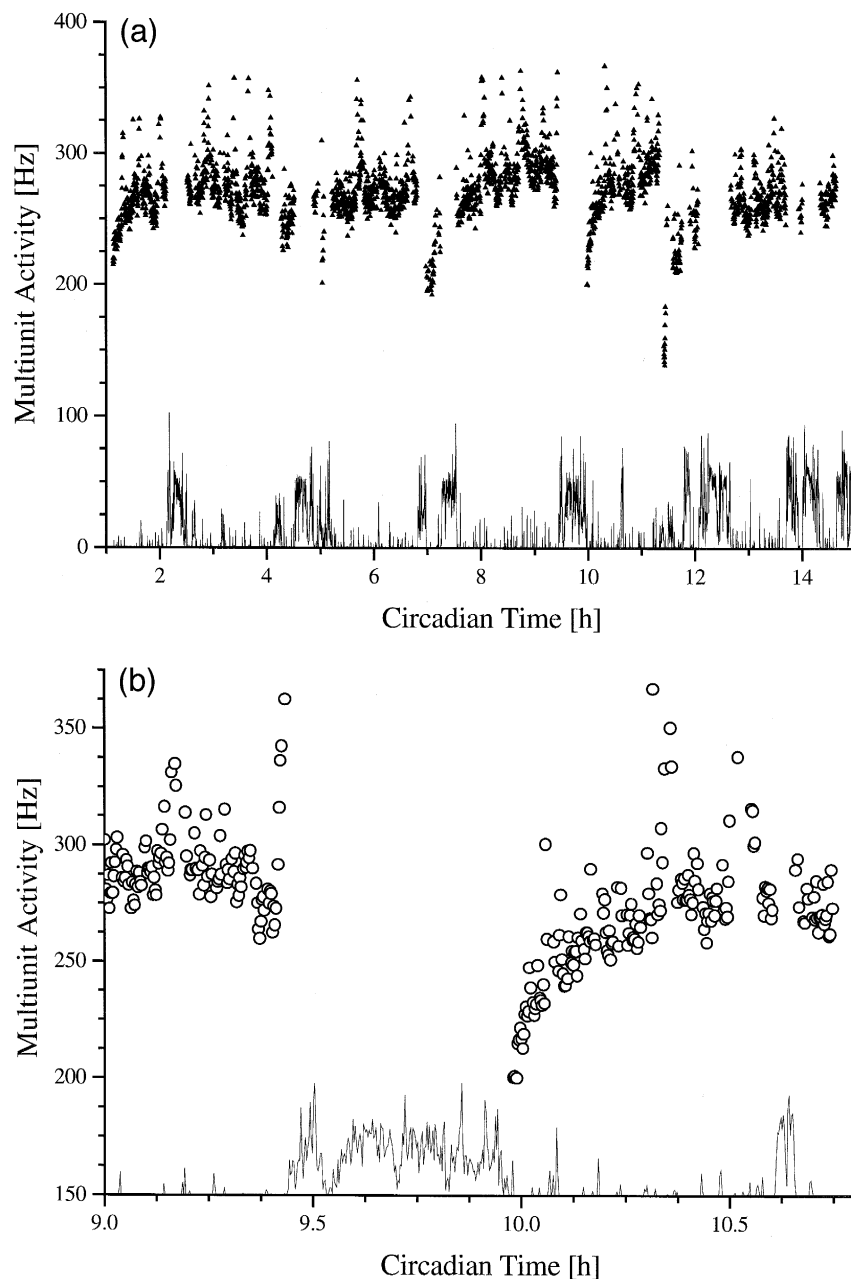 (a)
400
300
200
100
0
Multiunit Activity [Hz]
2 4 6 8 10 12 14
Circadian Time [h]
(b)
350
300
250
200
150
Multiunit Activity [Hz]
9.0 9.5 10.0 10.5
Circadian Time [h]